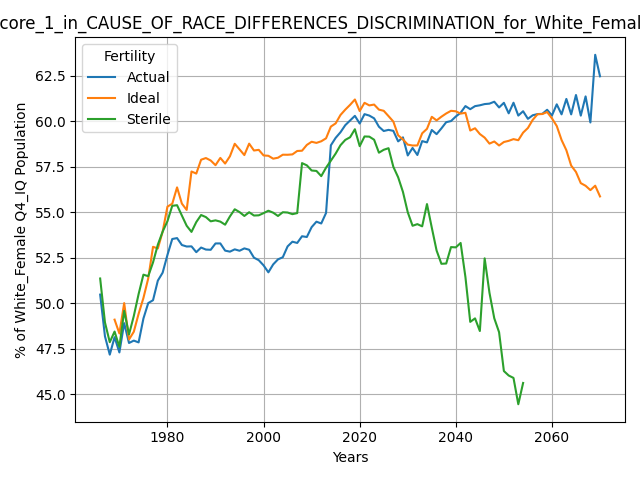 core_1_in_CAUSE_OF_RACE_DIFFERENCES_DISCRIMINATION_for_White_Femal
Fertility
Actual
Ideal
Sterile
% of White_Female Q4_IQ Population
62.5
60.0
57.5
55.0
52.5
50.0
47.5
45.0
1980
2000
2020
2040
2060
Years